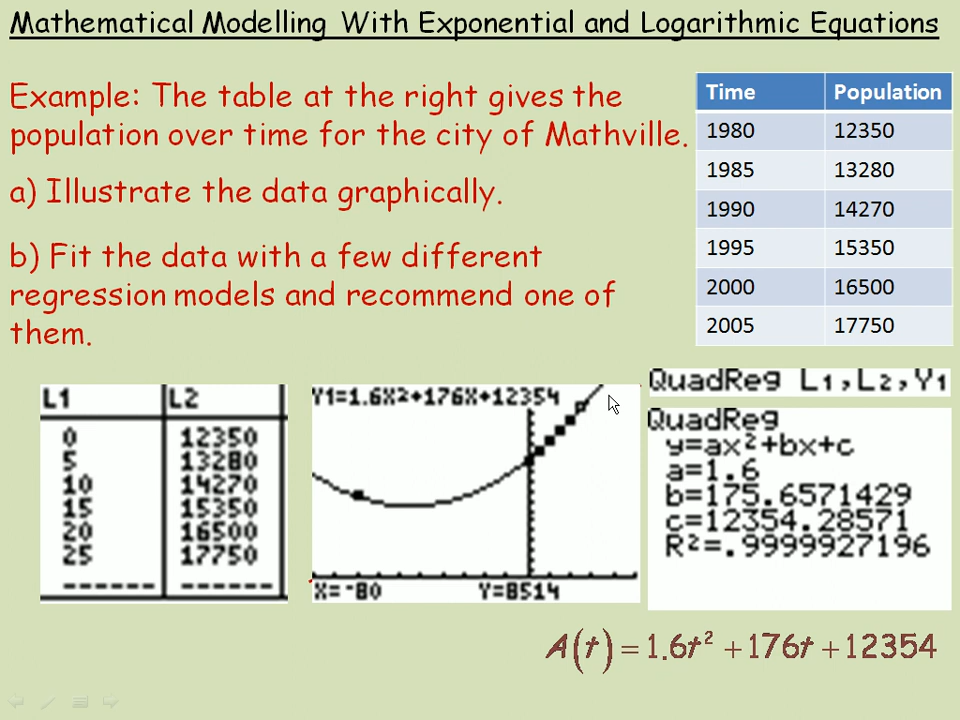 Mathematical Modelling With Exponential and Logarithmic Equations
Example: The table at the right gives the
population over time for the city of Mathville.
a) Illustrate the data graphically.
b) Fit the data with a few different
regression models and recommend one of
them.
Time Population
1980 12350
1985 13280
1990 14270
1995 15350
2000 16500
2005 17750
L1 L2
0 12350
5 13280
10 14270
15 15350
20 16500
25 17750
------ ------
Y1=1.6X2+176X+12354
X=-80 Y=8514
QuadReg L1,L2,Y1
QuadReg
y=ax²+bx+c
a=1.6
b=175.6571429
c=12354.28571
R²=.9999927196
A(t)=1.6t²+176t+12354